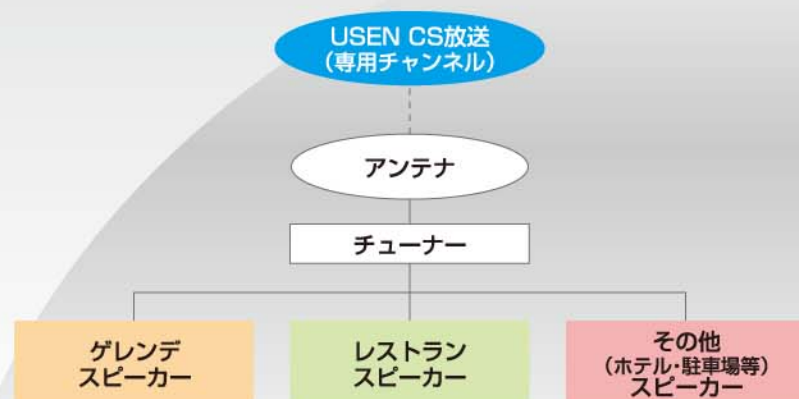 USEN CS放送
(専用チャンネル)
アンテナ
チューナー
ゲレンデ
スピーカー
レストラン
スピーカー
その他
(ホテル・駐車場等)
スピーカー